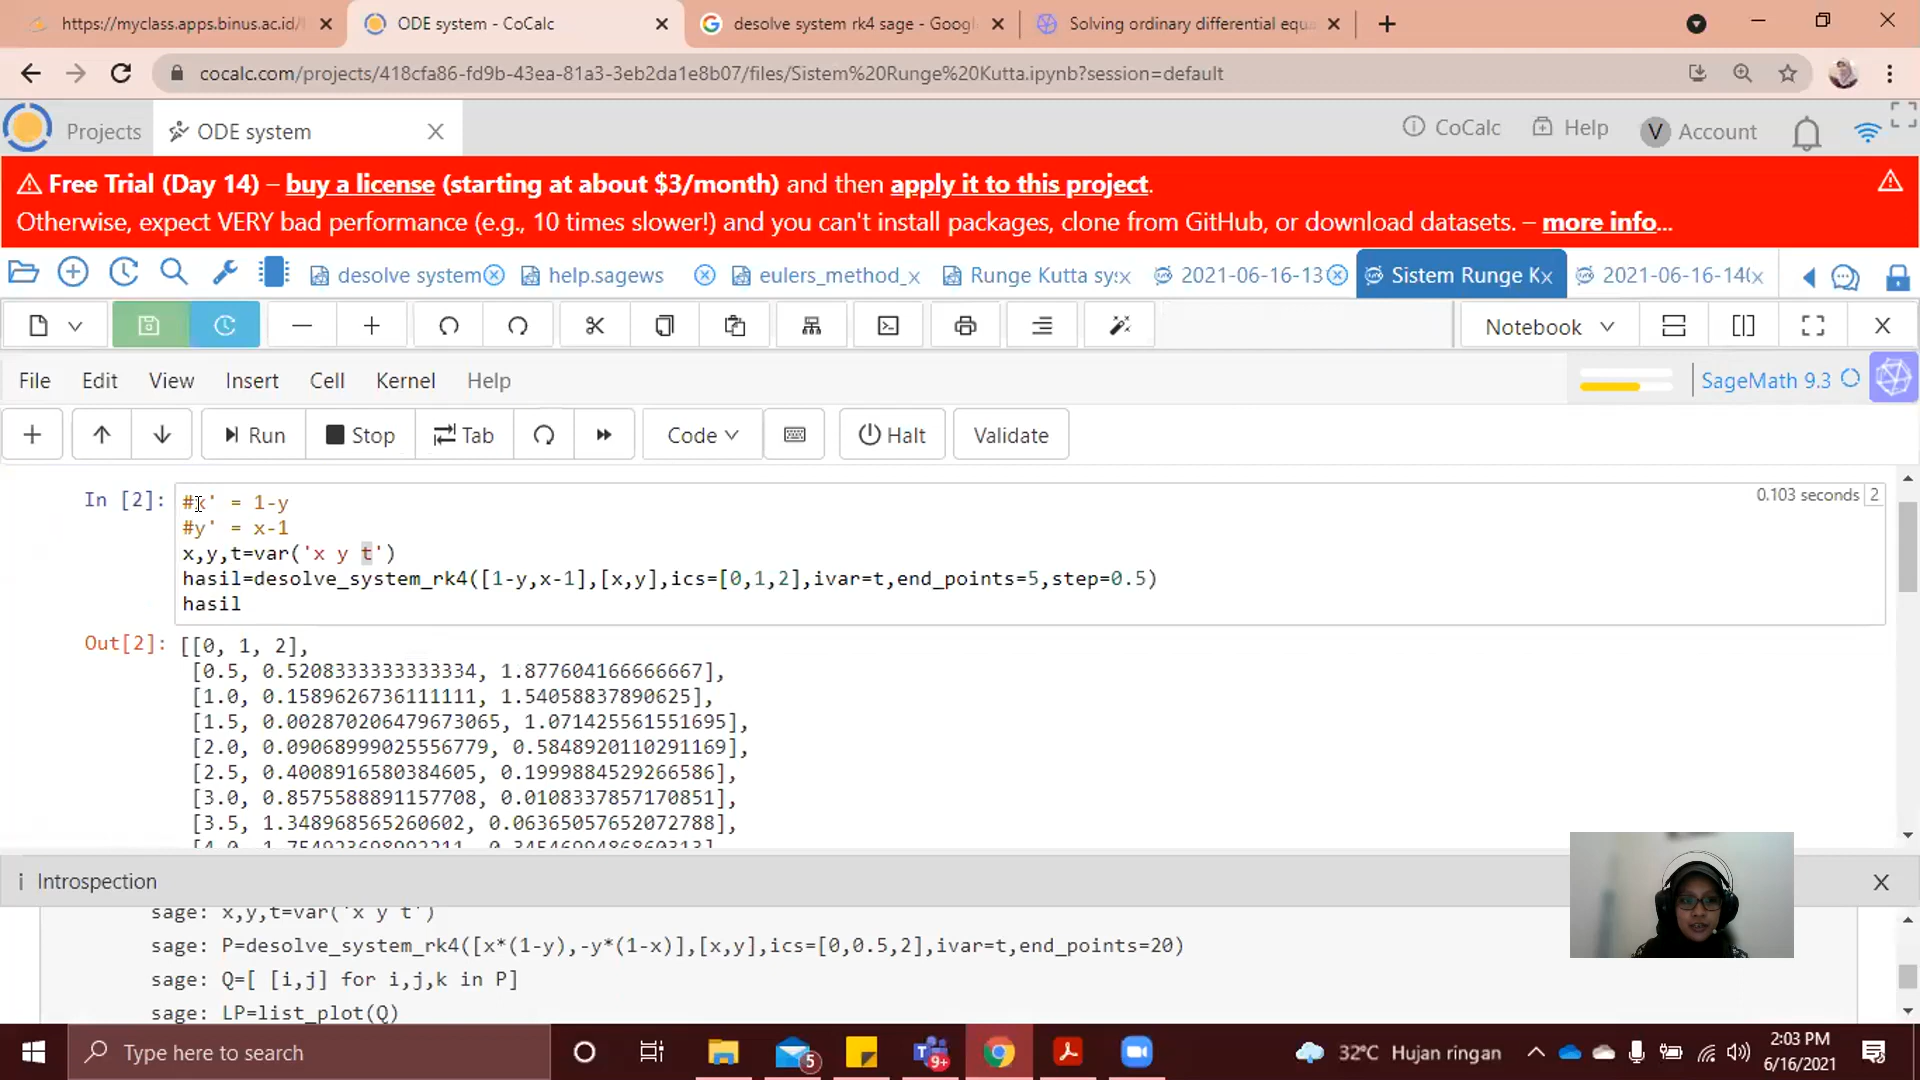 https://myclass.apps.binus.ac.id/
ODE system - CoCalc
desolve system rk4 sage - Googl
Solving ordinary differential equa
cocalc.com/projects/418cfa86-fd9b-43ea-81a3-3eb2da1e8b07/files/Sistem%20Runge%20Kutta.ipynb?session=default
Projects
ODE system
CoCalc
Help
V Account
Free Trial (Day 14) – buy a license (starting at about $3/month) and then apply it to this project.
Otherwise, expect VERY bad performance (e.g., 10 times slower!) and you can't install packages, clone from GitHub, or download datasets. – more info...
desolve system
help.sagews
eulers_method_
Runge Kutta sy:
2021-06-16-13
Sistem Runge K
2021-06-16-14(
Notebook
File Edit View Insert Cell Kernel Help
SageMath 9.3
Run Stop Tab Code Halt Validate
In [2]: #x' = 1-y
0.103 seconds 2
#y' = x-1
x,y,t=var('x y t')
hasil=desolve_system_rk4([1-y,x-1],[x,y],ics=[0,1,2],ivar=t,end_points=5,step=0.5)
hasil
Out[2]: [[0, 1, 2],
[0.5, 0.5208333333333334, 1.877604166666667],
[1.0, 0.1589626736111111, 1.54058837890625],
[1.5, 0.002870206479673065, 1.071425561551695],
[2.0, 0.09068999025556779, 0.5848920110291169],
[2.5, 0.4008916580384605, 0.1999884529266586],
[3.0, 0.8575588891157708, 0.0108337857170851],
[3.5, 1.348968565260602, 0.06365057652072788],
[4.0, 1.754923698992211, 0.3454699486860313],
i Introspection
sage: x,y,t=var('x y t')
sage: P=desolve_system_rk4([x*(1-y),-y*(1-x)],[x,y],ics=[0,0.5,2],ivar=t,end_points=20)
sage: Q=[ [i,j] for i,j,k in P]
sage: LP=list_plot(Q)
Type here to search
5
9+
32°C Hujan ringan
2:03 PM
6/16/2021